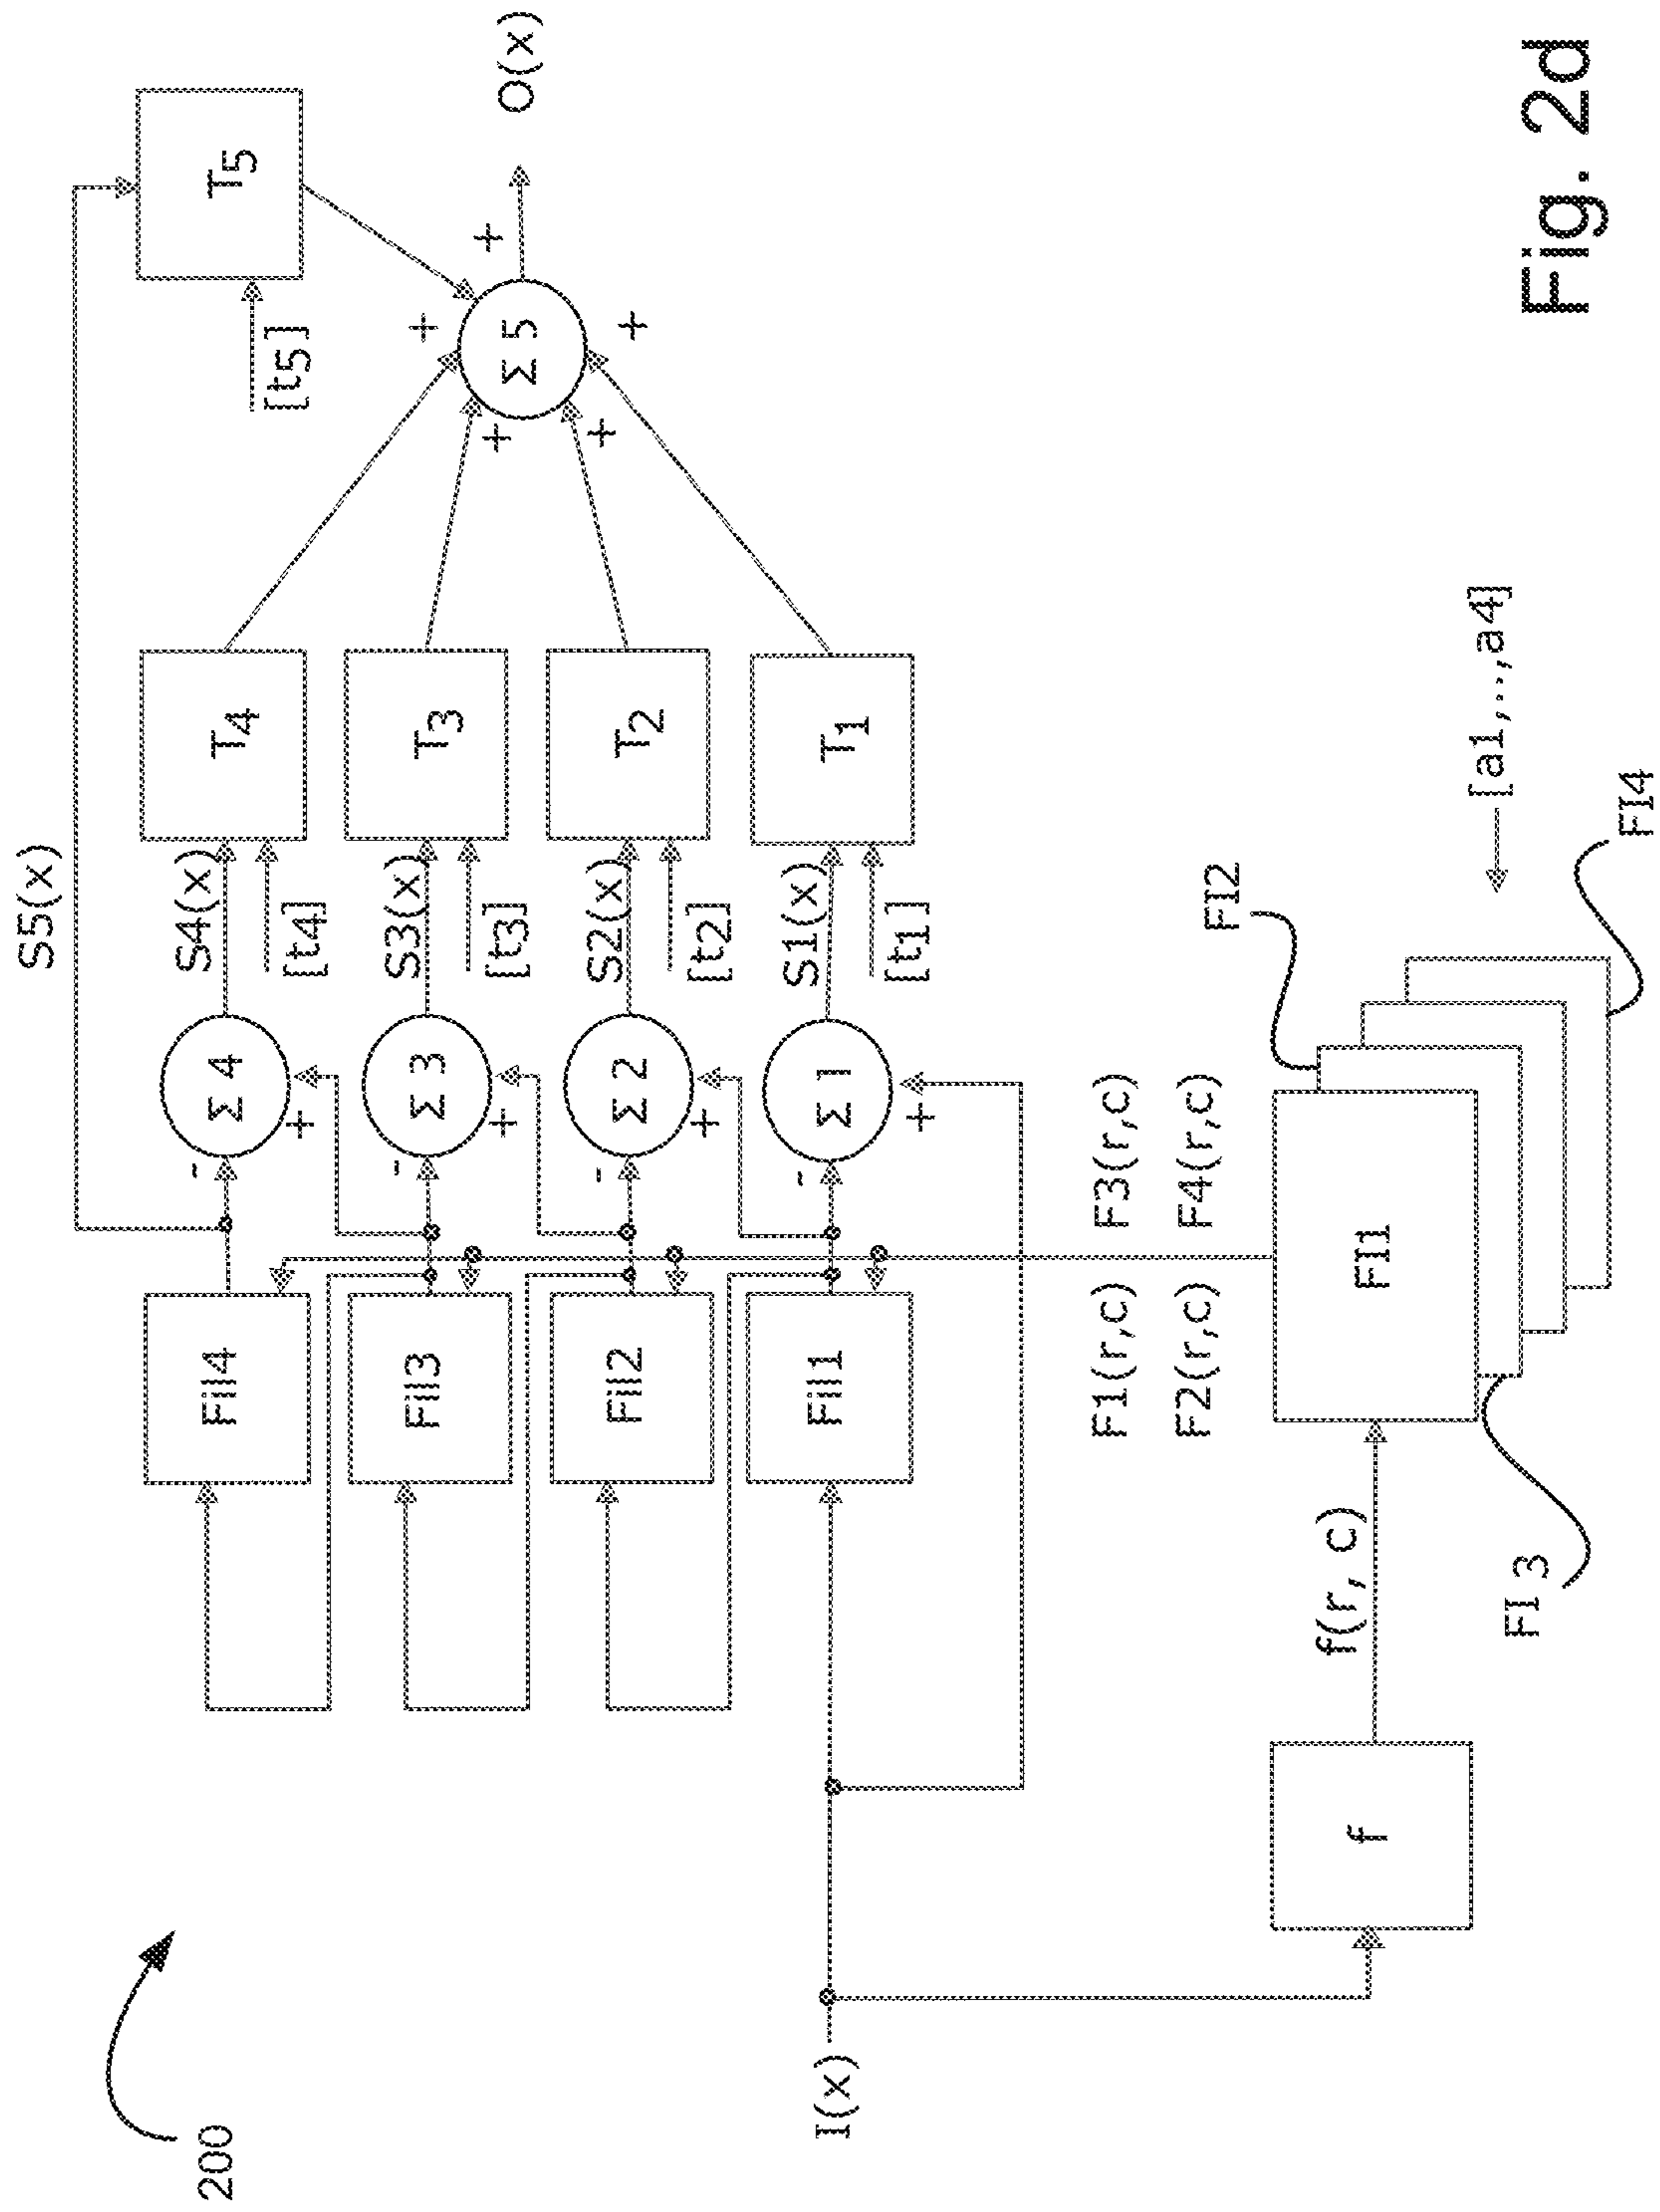 S5(x)
Fil4
-
Σ 4
+
S4(x)
[t4]
T4
[t5]
T5
Fil3
-
Σ 3
+
S3(x)
[t3]
T3
+
+
Σ 5
+
O(x)
Fil2
-
Σ 2
+
S2(x)
[t2]
T2
+
+
I(x)
Fil1
-
Σ 1
+
S1(x)
[t1]
T1
F1(r,c) F3(r,c)
F2(r,c) F4(r,c)
f
f(r, c)
FI1
FI2
FI 3
FI4
[a1,..,a4]
200
Fig. 2d